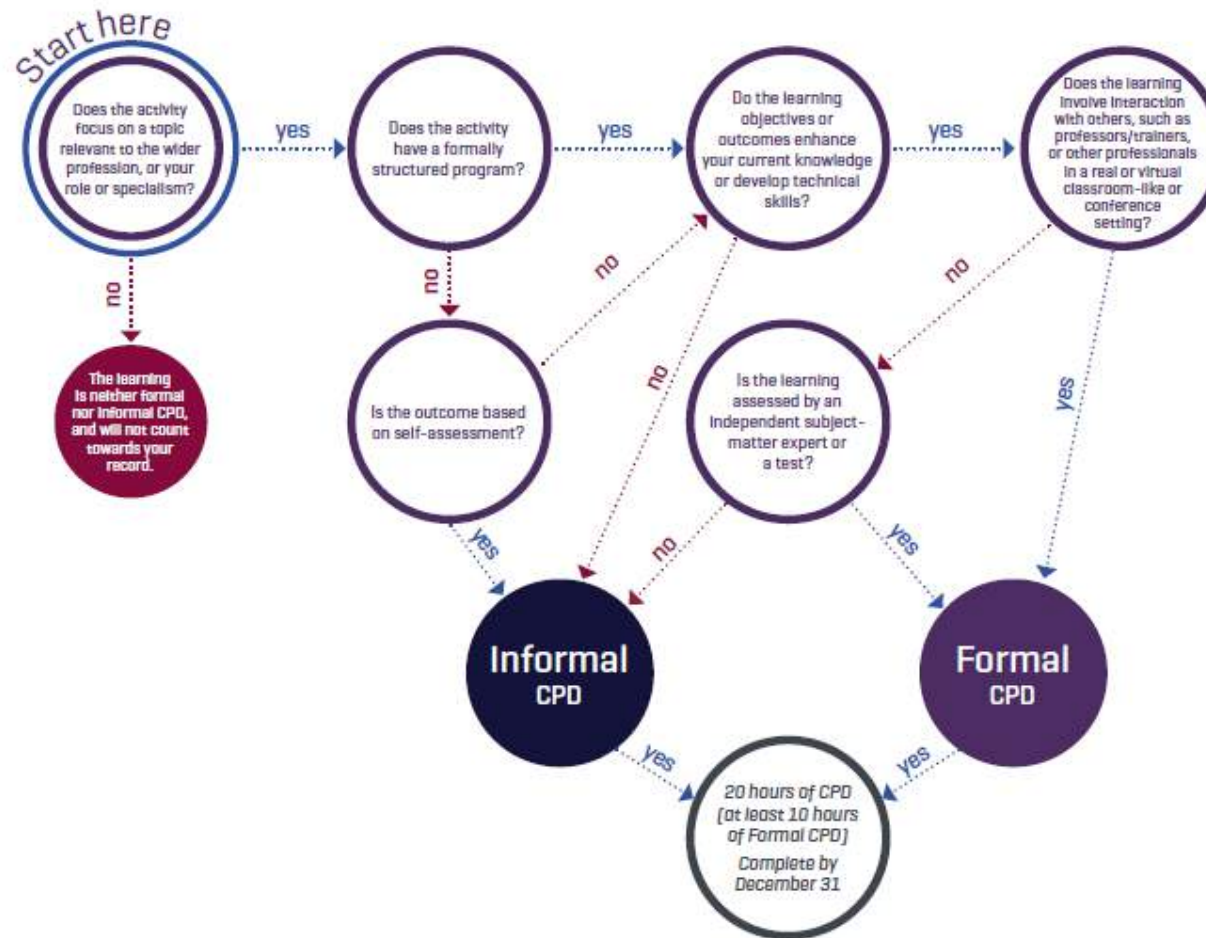 Start here
Does the activity
focus on a topic
relevant to the wider
profession, or your
role or specialism?
yes
Does the activity
have a formally
structured program?
yes
Do the learning
objectives or
outcomes enhance
your current knowledge
or develop technical
skills?
yes
Does the learning
involve interaction
with others, such as
professors/trainers,
or other professionals
in a real or virtual
classroom-like or
conference
setting?
no
no
no
no
The learning
is neither formal
nor informal CPD,
and will not count
towards your
record.
Is the outcome based
on self-assessment?
no
Is the learning
assessed by an
independent subject-
matter expert or
a test?
yes
yes
no
yes
Informal
CPD
Formal
CPD
yes
yes
20 hours of CPD
(at least 10 hours
of Formal CPD)
Complete by
December 31